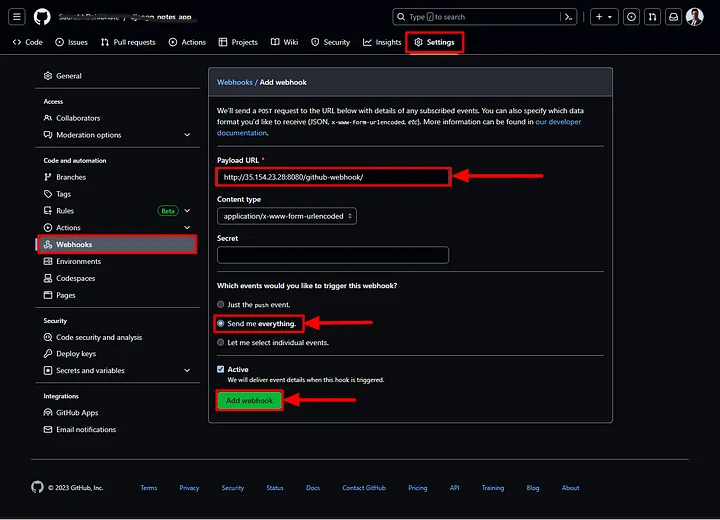 Type / to search
Code Issues Pull requests Actions Projects Wiki Security Insights Settings
General
Access
Collaborators
Moderation options
Code and automation
Branches
Tags
Rules Beta
Actions
Webhooks
Environments
Codespaces
Pages
Security
Code security and analysis
Deploy keys
Secrets and variables
Integrations
GitHub Apps
Email notifications
Webhooks / Add webhook
We'll send a POST request to the URL below with details of any subscribed events. You can also specify which data
format you'd like to receive (JSON, x-www-form-urlencoded, etc). More information can be found in our developer
documentation.
Payload URL *
http://35.154.23.28:8080/github-webhook/
Content type
application/x-www-form-urlencoded
Secret
Which events would you like to trigger this webhook?
Just the push event.
Send me everything.
Let me select individual events.
Active
We will deliver event details when this hook is triggered.
Add webhook
© 2023 GitHub, Inc. Terms Privacy Security Status Docs Contact GitHub Pricing API Training Blog About